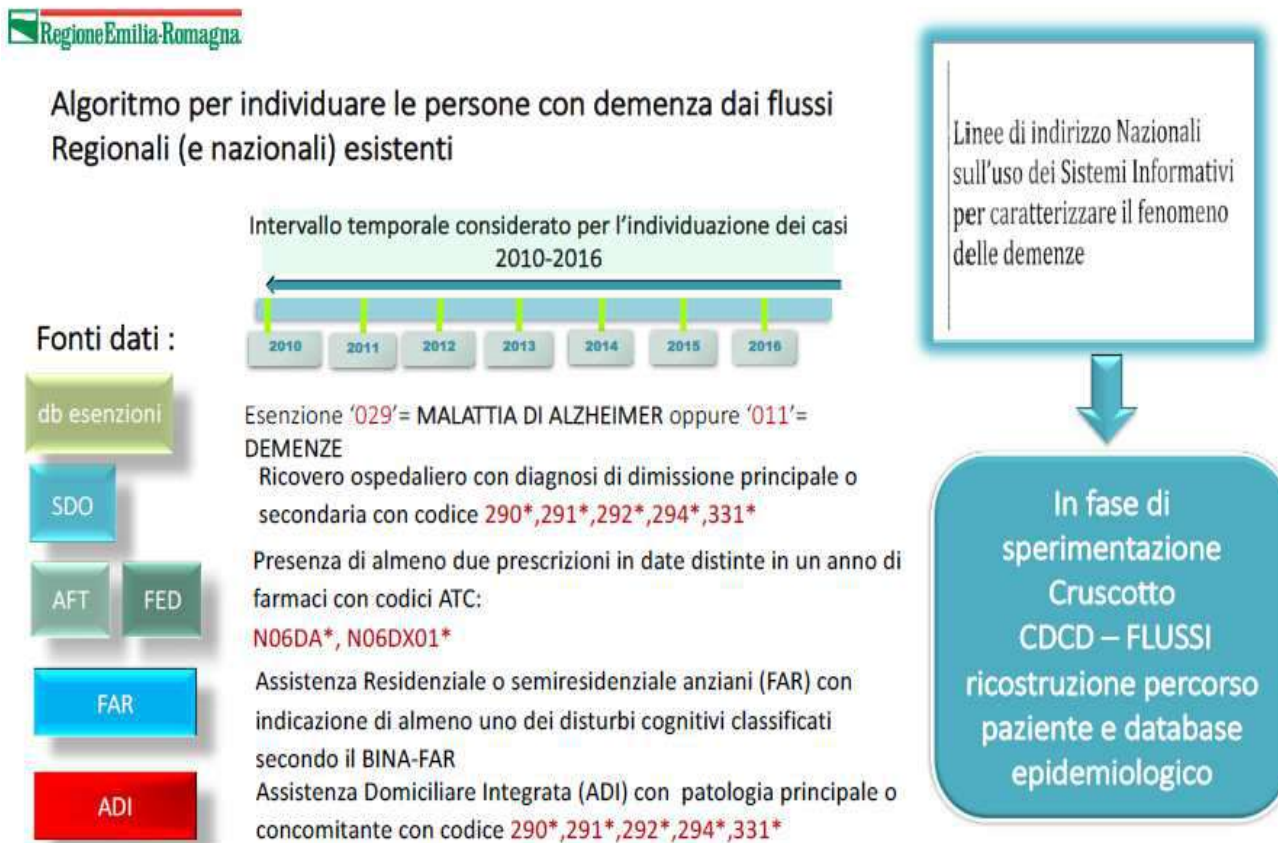 RegioneEmilia-Romagna
Algoritmo per individuare le persone con demenza dai flussi
Regionali (e nazionali) esistenti
Intervallo temporale considerato per l'individuazione dei casi
2010-2016
2010 2011 2012 2013 2014 2015 2016
Fonti dati :
db esenzioni
Esenzione '029'= MALATTIA DI ALZHEIMER oppure '011'=
DEMENZE
SDO
Ricovero ospedaliero con diagnosi di dimissione principale o
secondaria con codice 290*,291*,292*,294*,331*
AFT FED
Presenza di almeno due prescrizioni in date distinte in un anno di
farmaci con codici ATC:
N06DA*, N06DX01*
FAR
Assistenza Residenziale o semiresidenziale anziani (FAR) con
indicazione di almeno uno dei disturbi cognitivi classificati
secondo il BINA-FAR
ADI
Assistenza Domiciliare Integrata (ADI) con patologia principale o
concomitante con codice 290*,291*,292*,294*,331*
Linee di indirizzo Nazionali
sull'uso dei Sistemi Informativi
per caratterizzare il fenomeno
delle demenze
In fase di
sperimentazione
Cruscotto
CDCD – FLUSSI
ricostruzione percorso
paziente e database
epidemiologico